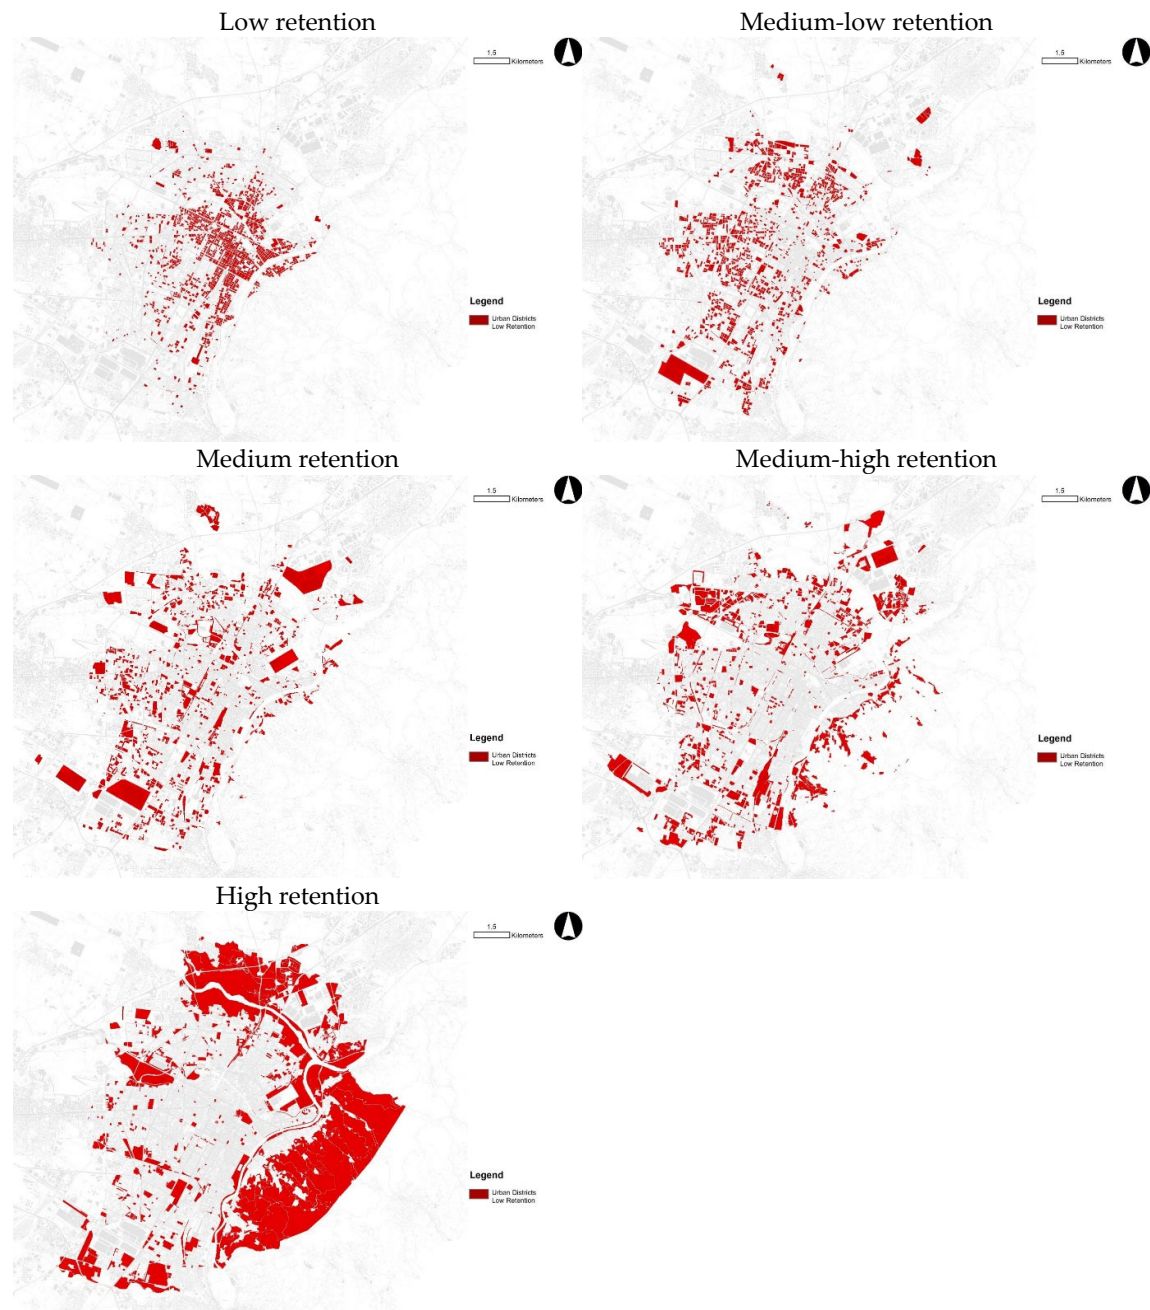 Low retention
Medium-low retention
1,5
Kilometers
1,5
Kilometers
Legend
Urban Districts
Low Retention
Legend
Urban Districts
Low Retention
Medium retention
Medium-high retention
1,5
Kilometers
1,5
Kilometers
Legend
Urban Districts
Low Retention
Legend
Urban Districts
Low Retention
High retention
1,5
Kilometers
Legend
Urban Districts
Low Retention